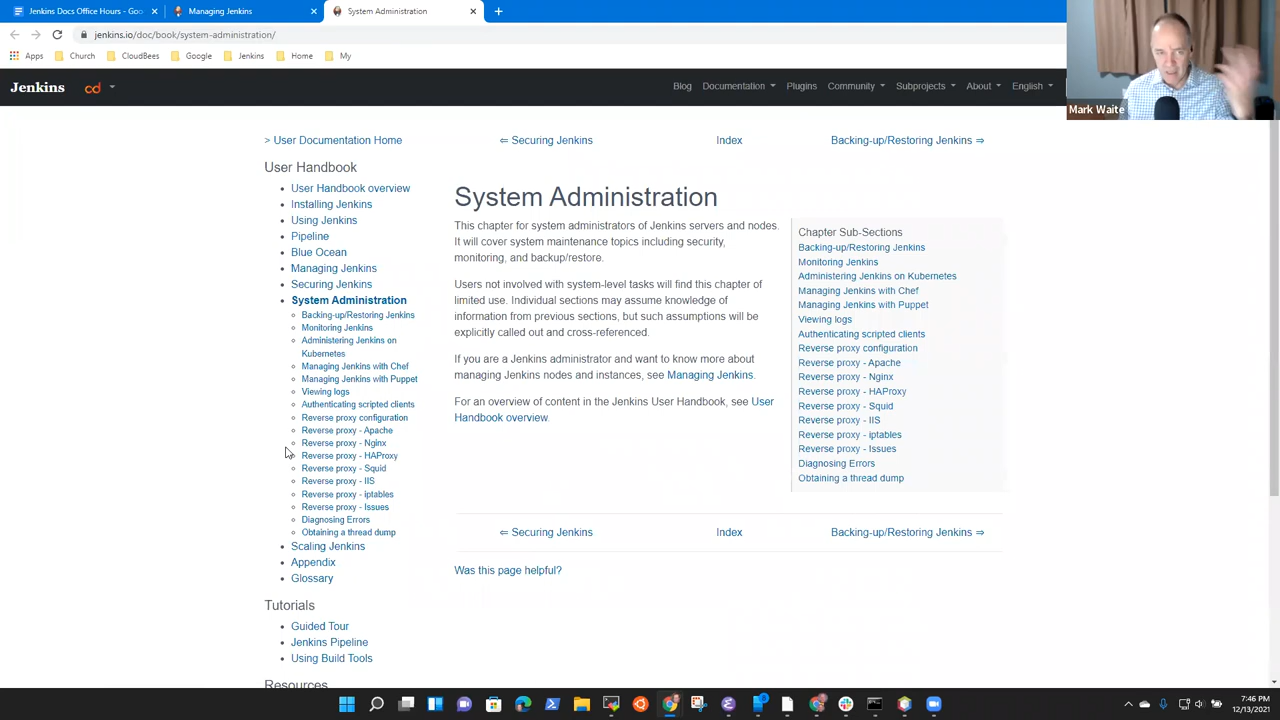 Jenkins Docs Office Hours - Goo
Managing Jenkins
System Administration
jenkins.io/doc/book/system-administration/
Apps
Church
CloudBees
Google
Jenkins
Home
My
Jenkins
cd
Blog
Documentation
Plugins
Community
Subprojects
About
English
Mark Waite
> User Documentation Home
⇐ Securing Jenkins
Index
Backing-up/Restoring Jenkins ⇒
User Handbook
User Handbook overview
Installing Jenkins
Using Jenkins
Pipeline
Blue Ocean
Managing Jenkins
Securing Jenkins
System Administration
Backing-up/Restoring Jenkins
Monitoring Jenkins
Administering Jenkins on
Kubernetes
Managing Jenkins with Chef
Managing Jenkins with Puppet
Viewing logs
Authenticating scripted clients
Reverse proxy configuration
Reverse proxy - Apache
Reverse proxy - Nginx
Reverse proxy - HAProxy
Reverse proxy - Squid
Reverse proxy - IIS
Reverse proxy - iptables
Reverse proxy - Issues
Diagnosing Errors
Obtaining a thread dump
Scaling Jenkins
Appendix
Glossary
Tutorials
Guided Tour
Jenkins Pipeline
Using Build Tools
Resources
System Administration
This chapter for system administrators of Jenkins servers and nodes.
It will cover system maintenance topics including security,
monitoring, and backup/restore.
Users not involved with system-level tasks will find this chapter of
limited use. Individual sections may assume knowledge of
information from previous sections, but such assumptions will be
explicitly called out and cross-referenced.
If you are a Jenkins administrator and want to know more about
managing Jenkins nodes and instances, see Managing Jenkins.
For an overview of content in the Jenkins User Handbook, see User
Handbook overview.
Chapter Sub-Sections
Backing-up/Restoring Jenkins
Monitoring Jenkins
Administering Jenkins on Kubernetes
Managing Jenkins with Chef
Managing Jenkins with Puppet
Viewing logs
Authenticating scripted clients
Reverse proxy configuration
Reverse proxy - Apache
Reverse proxy - Nginx
Reverse proxy - HAProxy
Reverse proxy - Squid
Reverse proxy - IIS
Reverse proxy - iptables
Reverse proxy - Issues
Diagnosing Errors
Obtaining a thread dump
⇐ Securing Jenkins
Index
Backing-up/Restoring Jenkins ⇒
Was this page helpful?
7:46 PM
12/13/2021